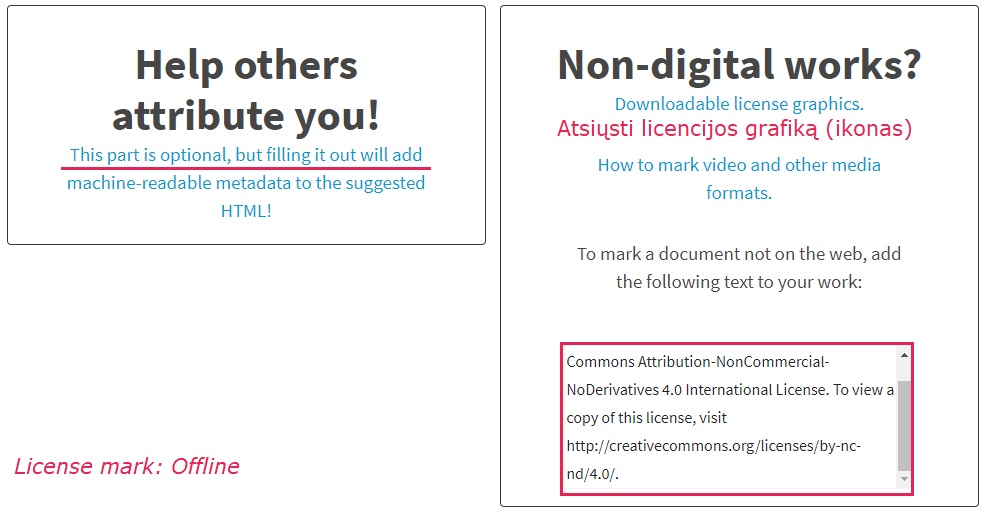 Help others
attribute you!
This part is optional, but filling it out will add
machine-readable metadata to the suggested
HTML!
License mark: Offline
Non-digital works?
Downloadable license graphics.
Atsiųsti licencijos grafiką (ikonas)
How to mark video and other media
formats.
To mark a document not on the web, add
the following text to your work:
Commons Attribution-NonCommercial-
NoDerivatives 4.0 International License. To view a
copy of this license, visit
http://creativecommons.org/licenses/by-nc-
nd/4.0/.